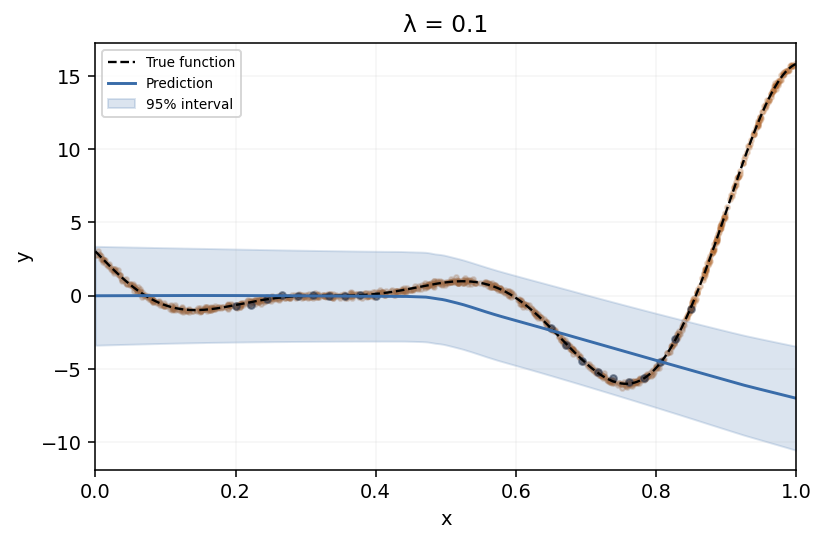 λ = 0.1
True function
Prediction
95% interval
y
15
10
5
0
−5
−10
0.0 0.2 0.4 0.6 0.8 1.0
x